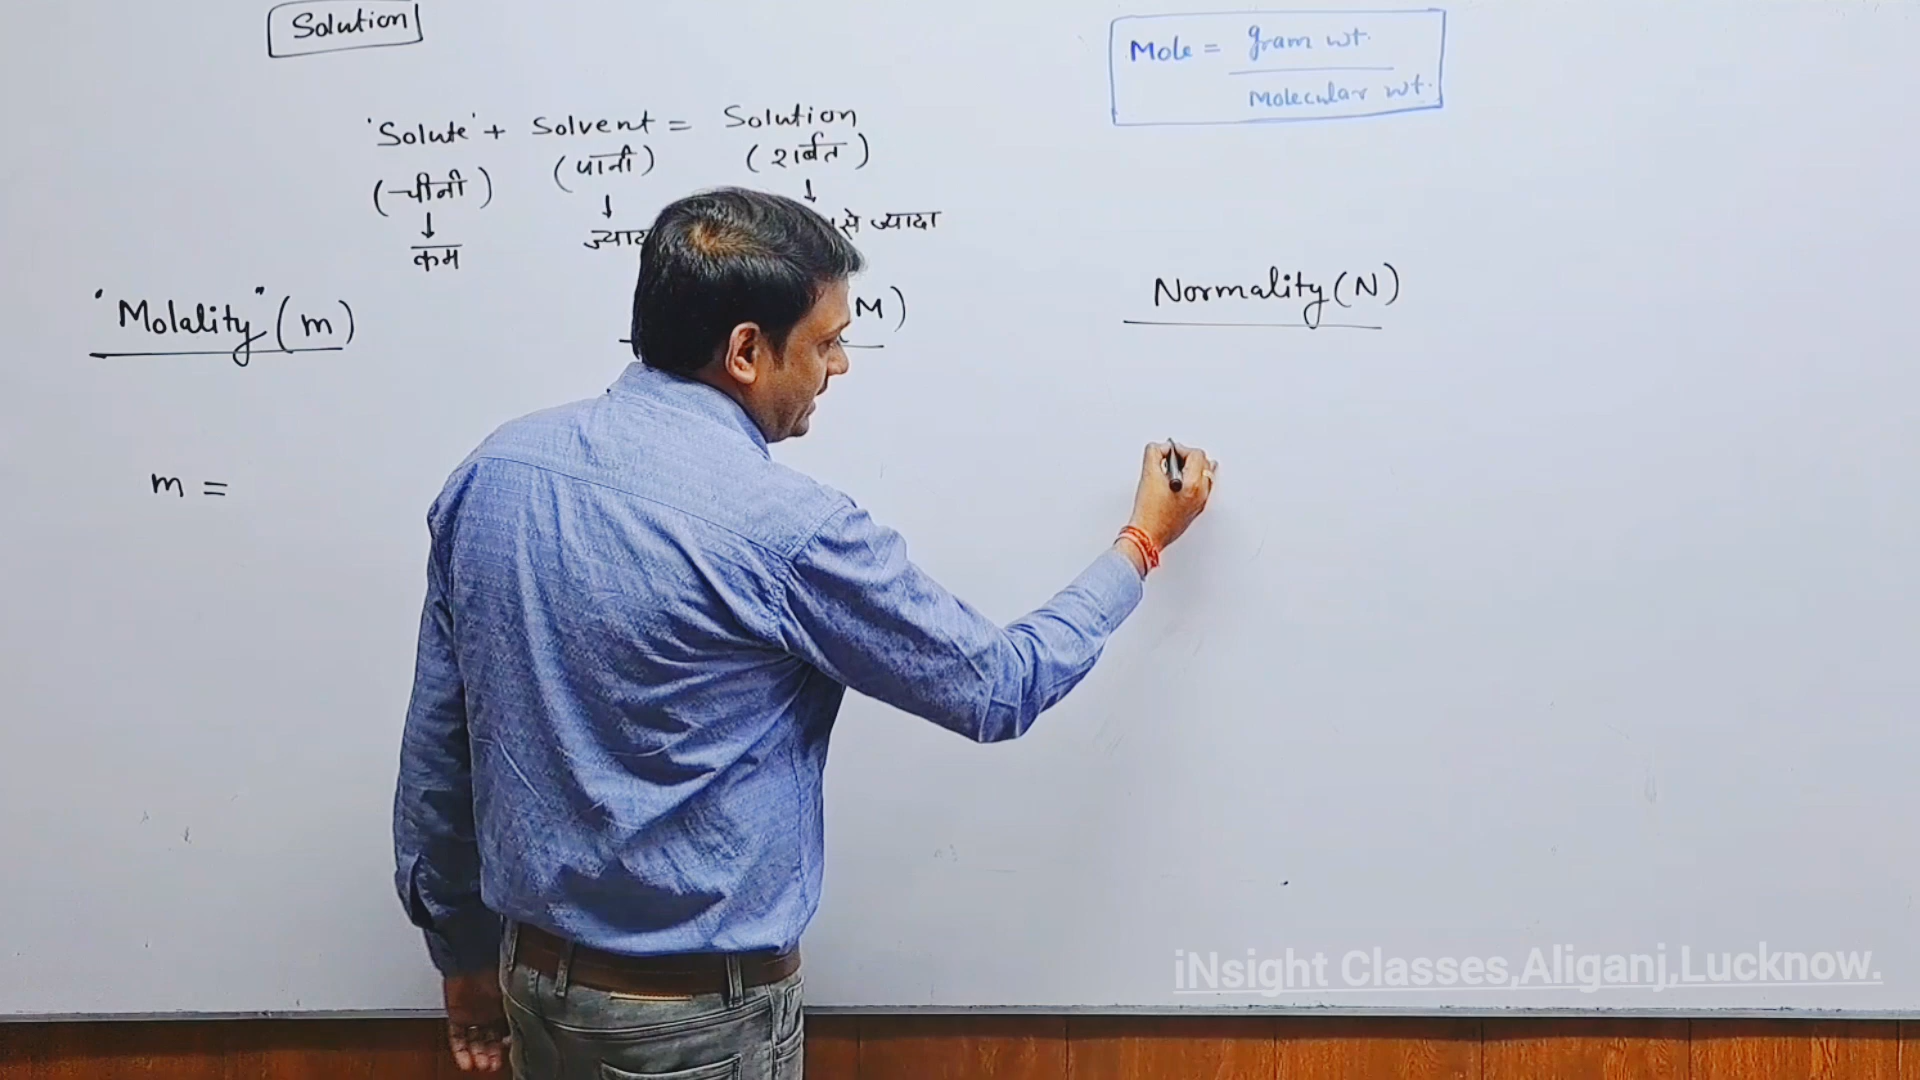 Solution
Mole = gram wt.
Molecular wt.
'Solute' + Solvent = Solution
(चीनी) (पानी) (शर्बत)
↓ ↓ ↓
कम से ज्यादा
"Molality" (m) M) Normality (N)
m =
iNsight Classes,Aliganj,Lucknow.